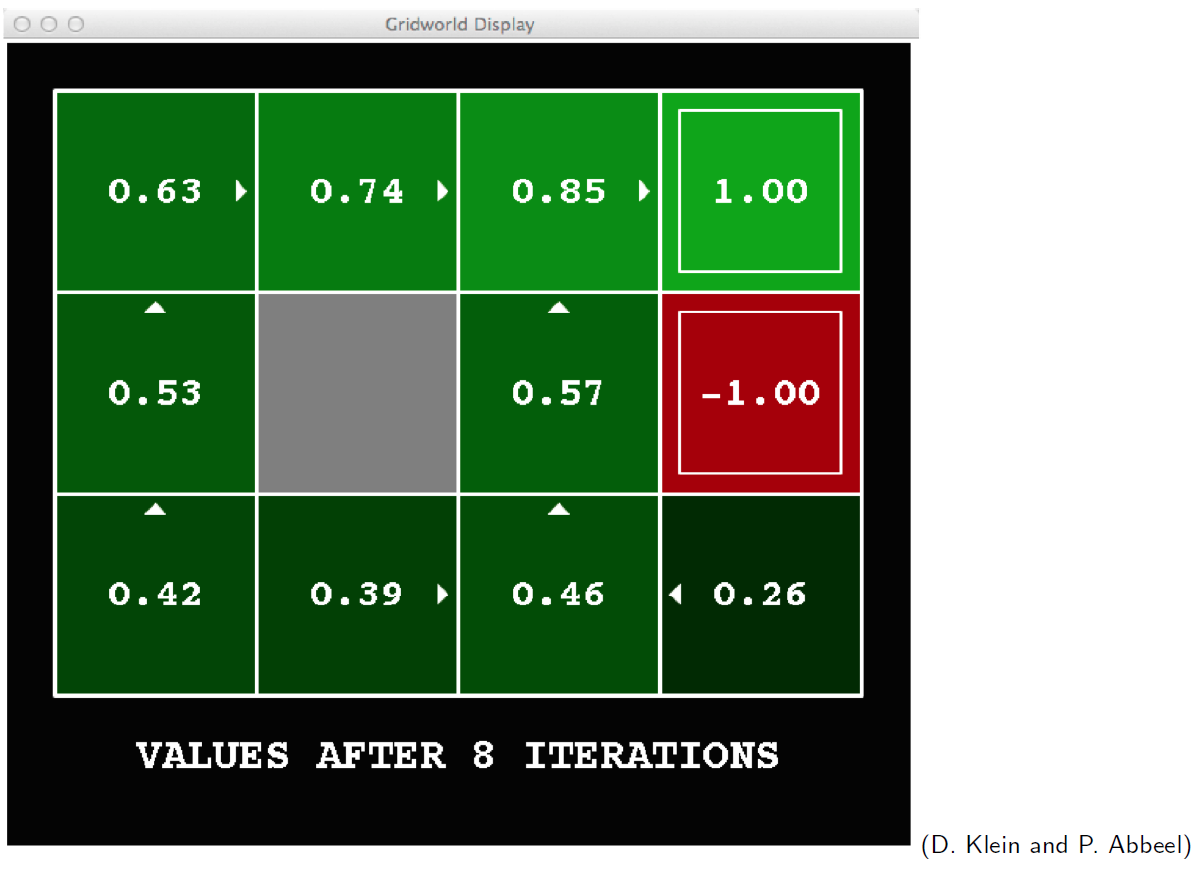 Gridworld Display
0.63 0.74 0.85 1.00
0.53 0.57 -1.00
0.42 0.39 0.46 0.26
VALUES AFTER 8 ITERATIONS
(D. Klein and P. Abbeel)